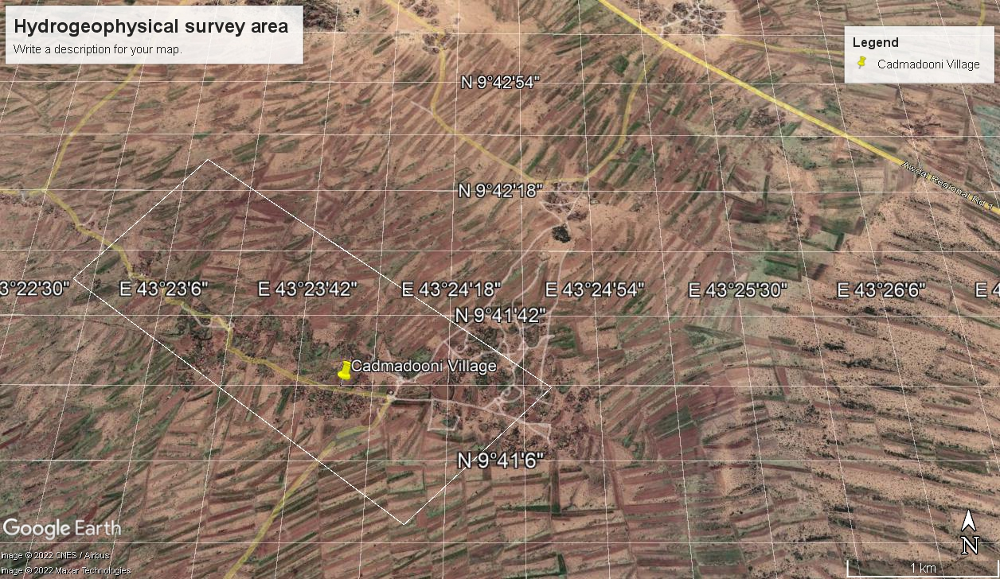 Hydrogeophysical survey area
Write a description for your map.
Legend
Cadmadooni Village
N 9°42'54"
Awdal Regional Rd 1
N 9°42'18"
3°22'30"
E 43°23'6"
E 43°23'42"
E 43°24'18"
E 43°24'54"
E 43°25'30"
E 43°26'6"
E 4
N 9°41'42"
Cadmadooni Village
N 9°41'6"
Google Earth
Image © 2022 CNES / Airbus
Image © 2022 Maxar Technologies
N
1 km